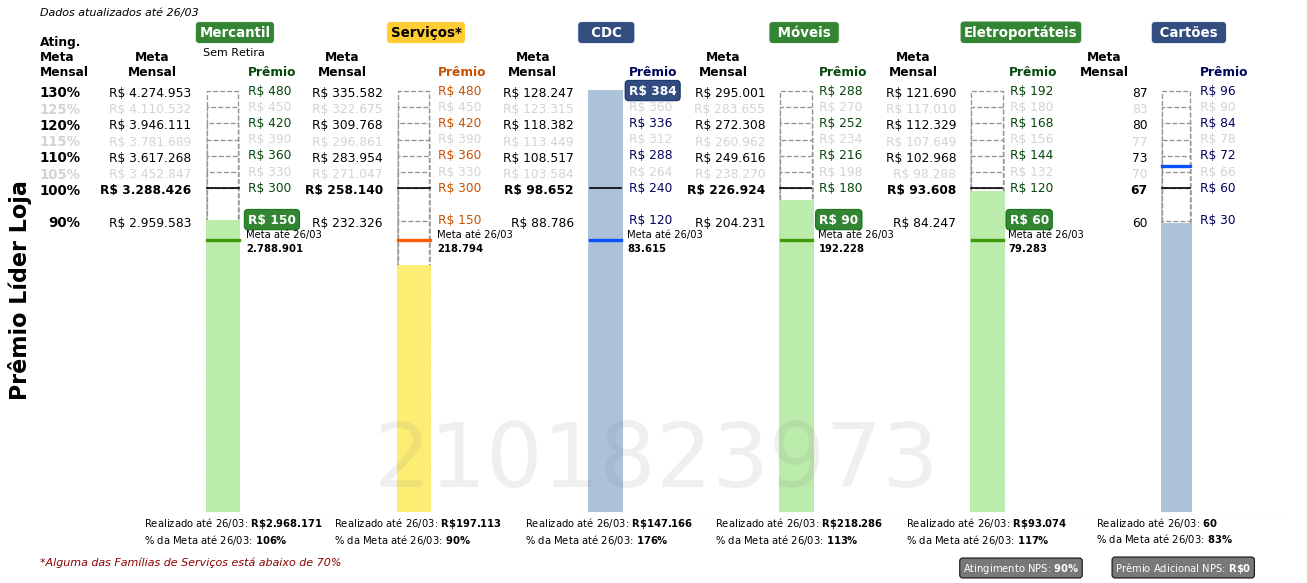 Dados atualizados até 26/03
Mercantil Serviços* CDC Móveis Eletroportáteis Cartões
Sem Retira
Ating. Meta Mensal
Meta Mensal Prêmio Meta Mensal Prêmio Meta Mensal Prêmio Meta Mensal Prêmio Meta Mensal Prêmio Meta Mensal Prêmio
130% R$ 4.274.953 R$ 480 R$ 335.582 R$ 480 R$ 128.247 R$ 384 R$ 295.001 R$ 288 R$ 121.690 R$ 192 87 R$ 96
125% R$ 4.110.532 R$ 450 R$ 322.675 R$ 450 R$ 123.315 R$ 360 R$ 283.655 R$ 270 R$ 117.010 R$ 180 83 R$ 90
120% R$ 3.946.111 R$ 420 R$ 309.768 R$ 420 R$ 118.382 R$ 336 R$ 272.308 R$ 252 R$ 112.329 R$ 168 80 R$ 84
115% R$ 3.781.689 R$ 390 R$ 296.861 R$ 390 R$ 113.449 R$ 312 R$ 260.962 R$ 234 R$ 107.649 R$ 156 77 R$ 78
110% R$ 3.617.268 R$ 360 R$ 283.954 R$ 360 R$ 108.517 R$ 288 R$ 249.616 R$ 216 R$ 102.968 R$ 144 73 R$ 72
105% R$ 3.452.847 R$ 330 R$ 271.047 R$ 330 R$ 103.584 R$ 264 R$ 238.270 R$ 198 R$ 98.288 R$ 132 70 R$ 66
100% R$ 3.288.426 R$ 300 R$ 258.140 R$ 300 R$ 98.652 R$ 240 R$ 226.924 R$ 180 R$ 93.608 R$ 120 67 R$ 60
90% R$ 2.959.583 R$ 150 R$ 232.326 R$ 150 R$ 88.786 R$ 120 R$ 204.231 R$ 90 R$ 84.247 R$ 60 60 R$ 30
Meta até 26/03 Meta até 26/03 Meta até 26/03 Meta até 26/03 Meta até 26/03
2.788.901 218.794 83.615 192.228 79.283
Prêmio Líder Loja
2101823973
Realizado até 26/03: R$2.968.171 Realizado até 26/03: R$197.113 Realizado até 26/03: R$147.166 Realizado até 26/03: R$218.286 Realizado até 26/03: R$93.074 Realizado até 26/03: 60
% da Meta até 26/03: 106% % da Meta até 26/03: 90% % da Meta até 26/03: 176% % da Meta até 26/03: 113% % da Meta até 26/03: 117% % da Meta até 26/03: 83%
*Alguma das Famílias de Serviços está abaixo de 70%
Atingimento NPS: 90% Prêmio Adicional NPS: R$0